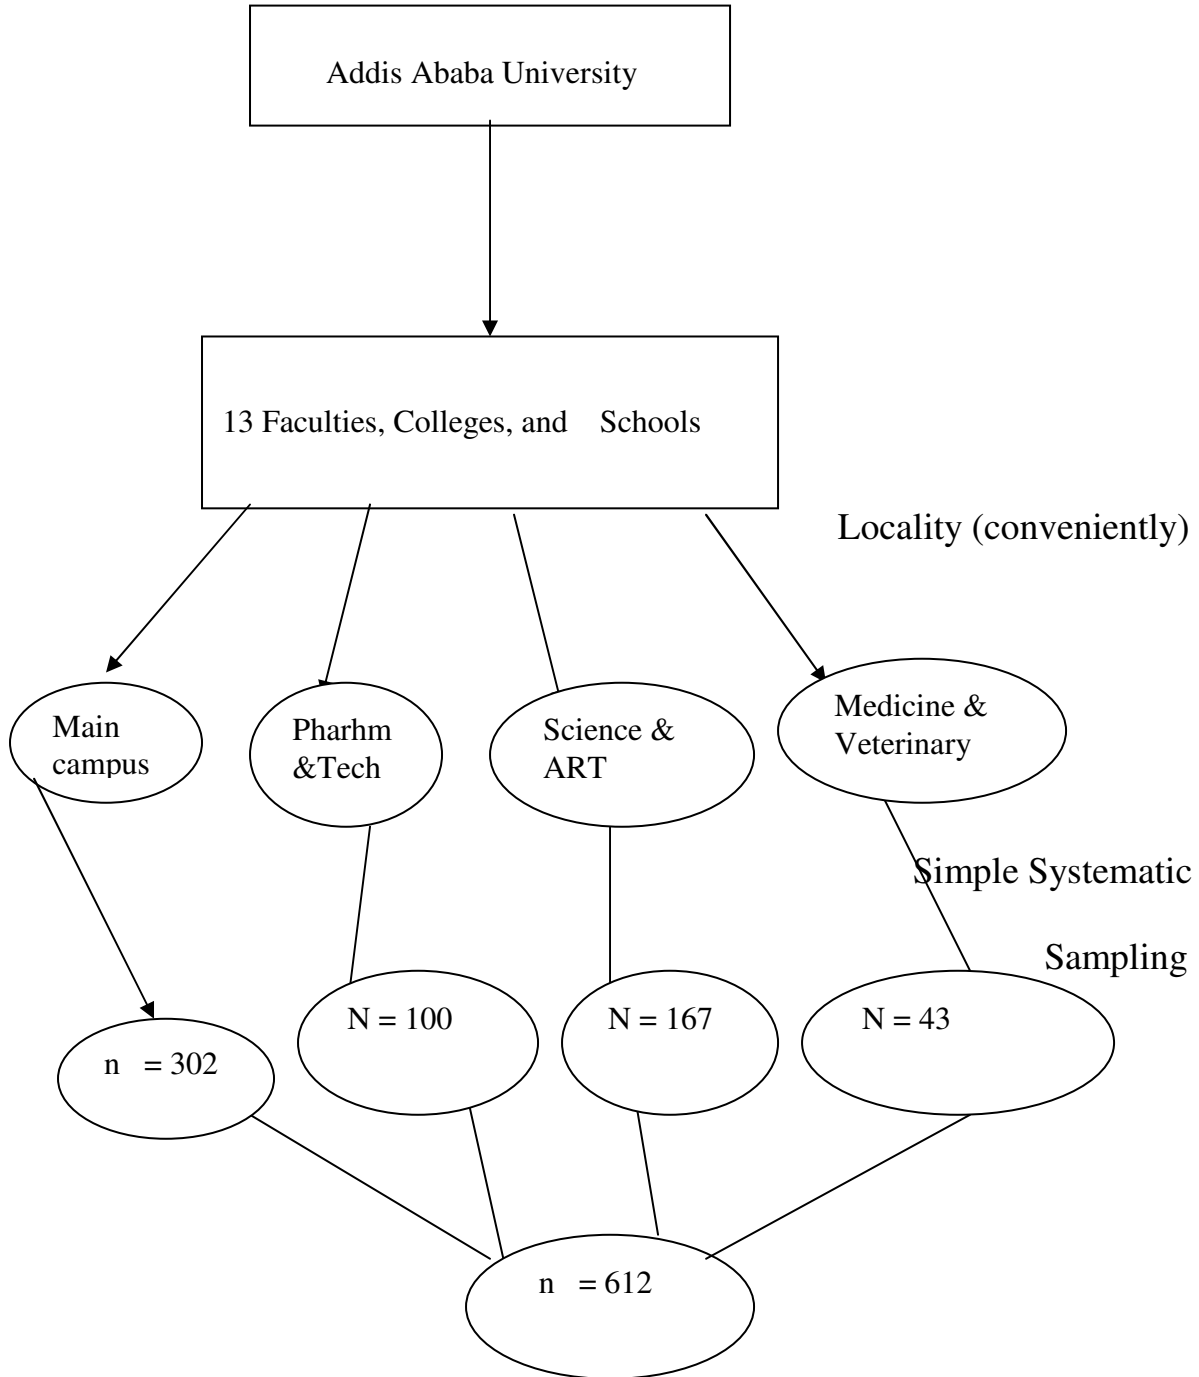 Addis Ababa University
13 Faculties, Colleges, and Schools
Locality (conveniently)
Main
campus
Pharhm
&Tech
Science &
ART
Medicine &
Veterinary
Simple Systematic
Sampling
n = 302
N = 100
N = 167
N = 43
n = 612